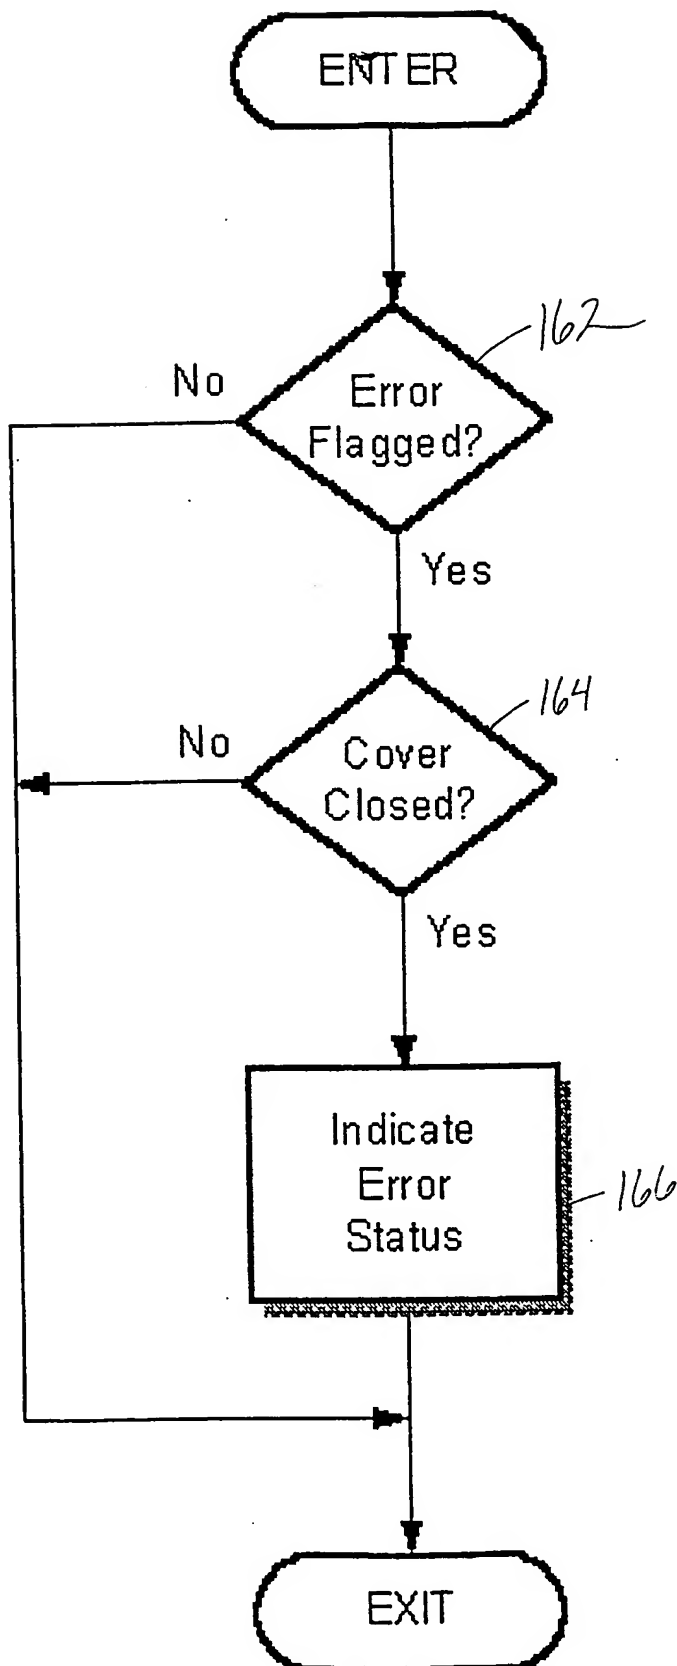 ENTER
162
No
Error
Flagged?
Yes
164
No
Cover
Closed?
Yes
Indicate
Error
Status
166
EXIT